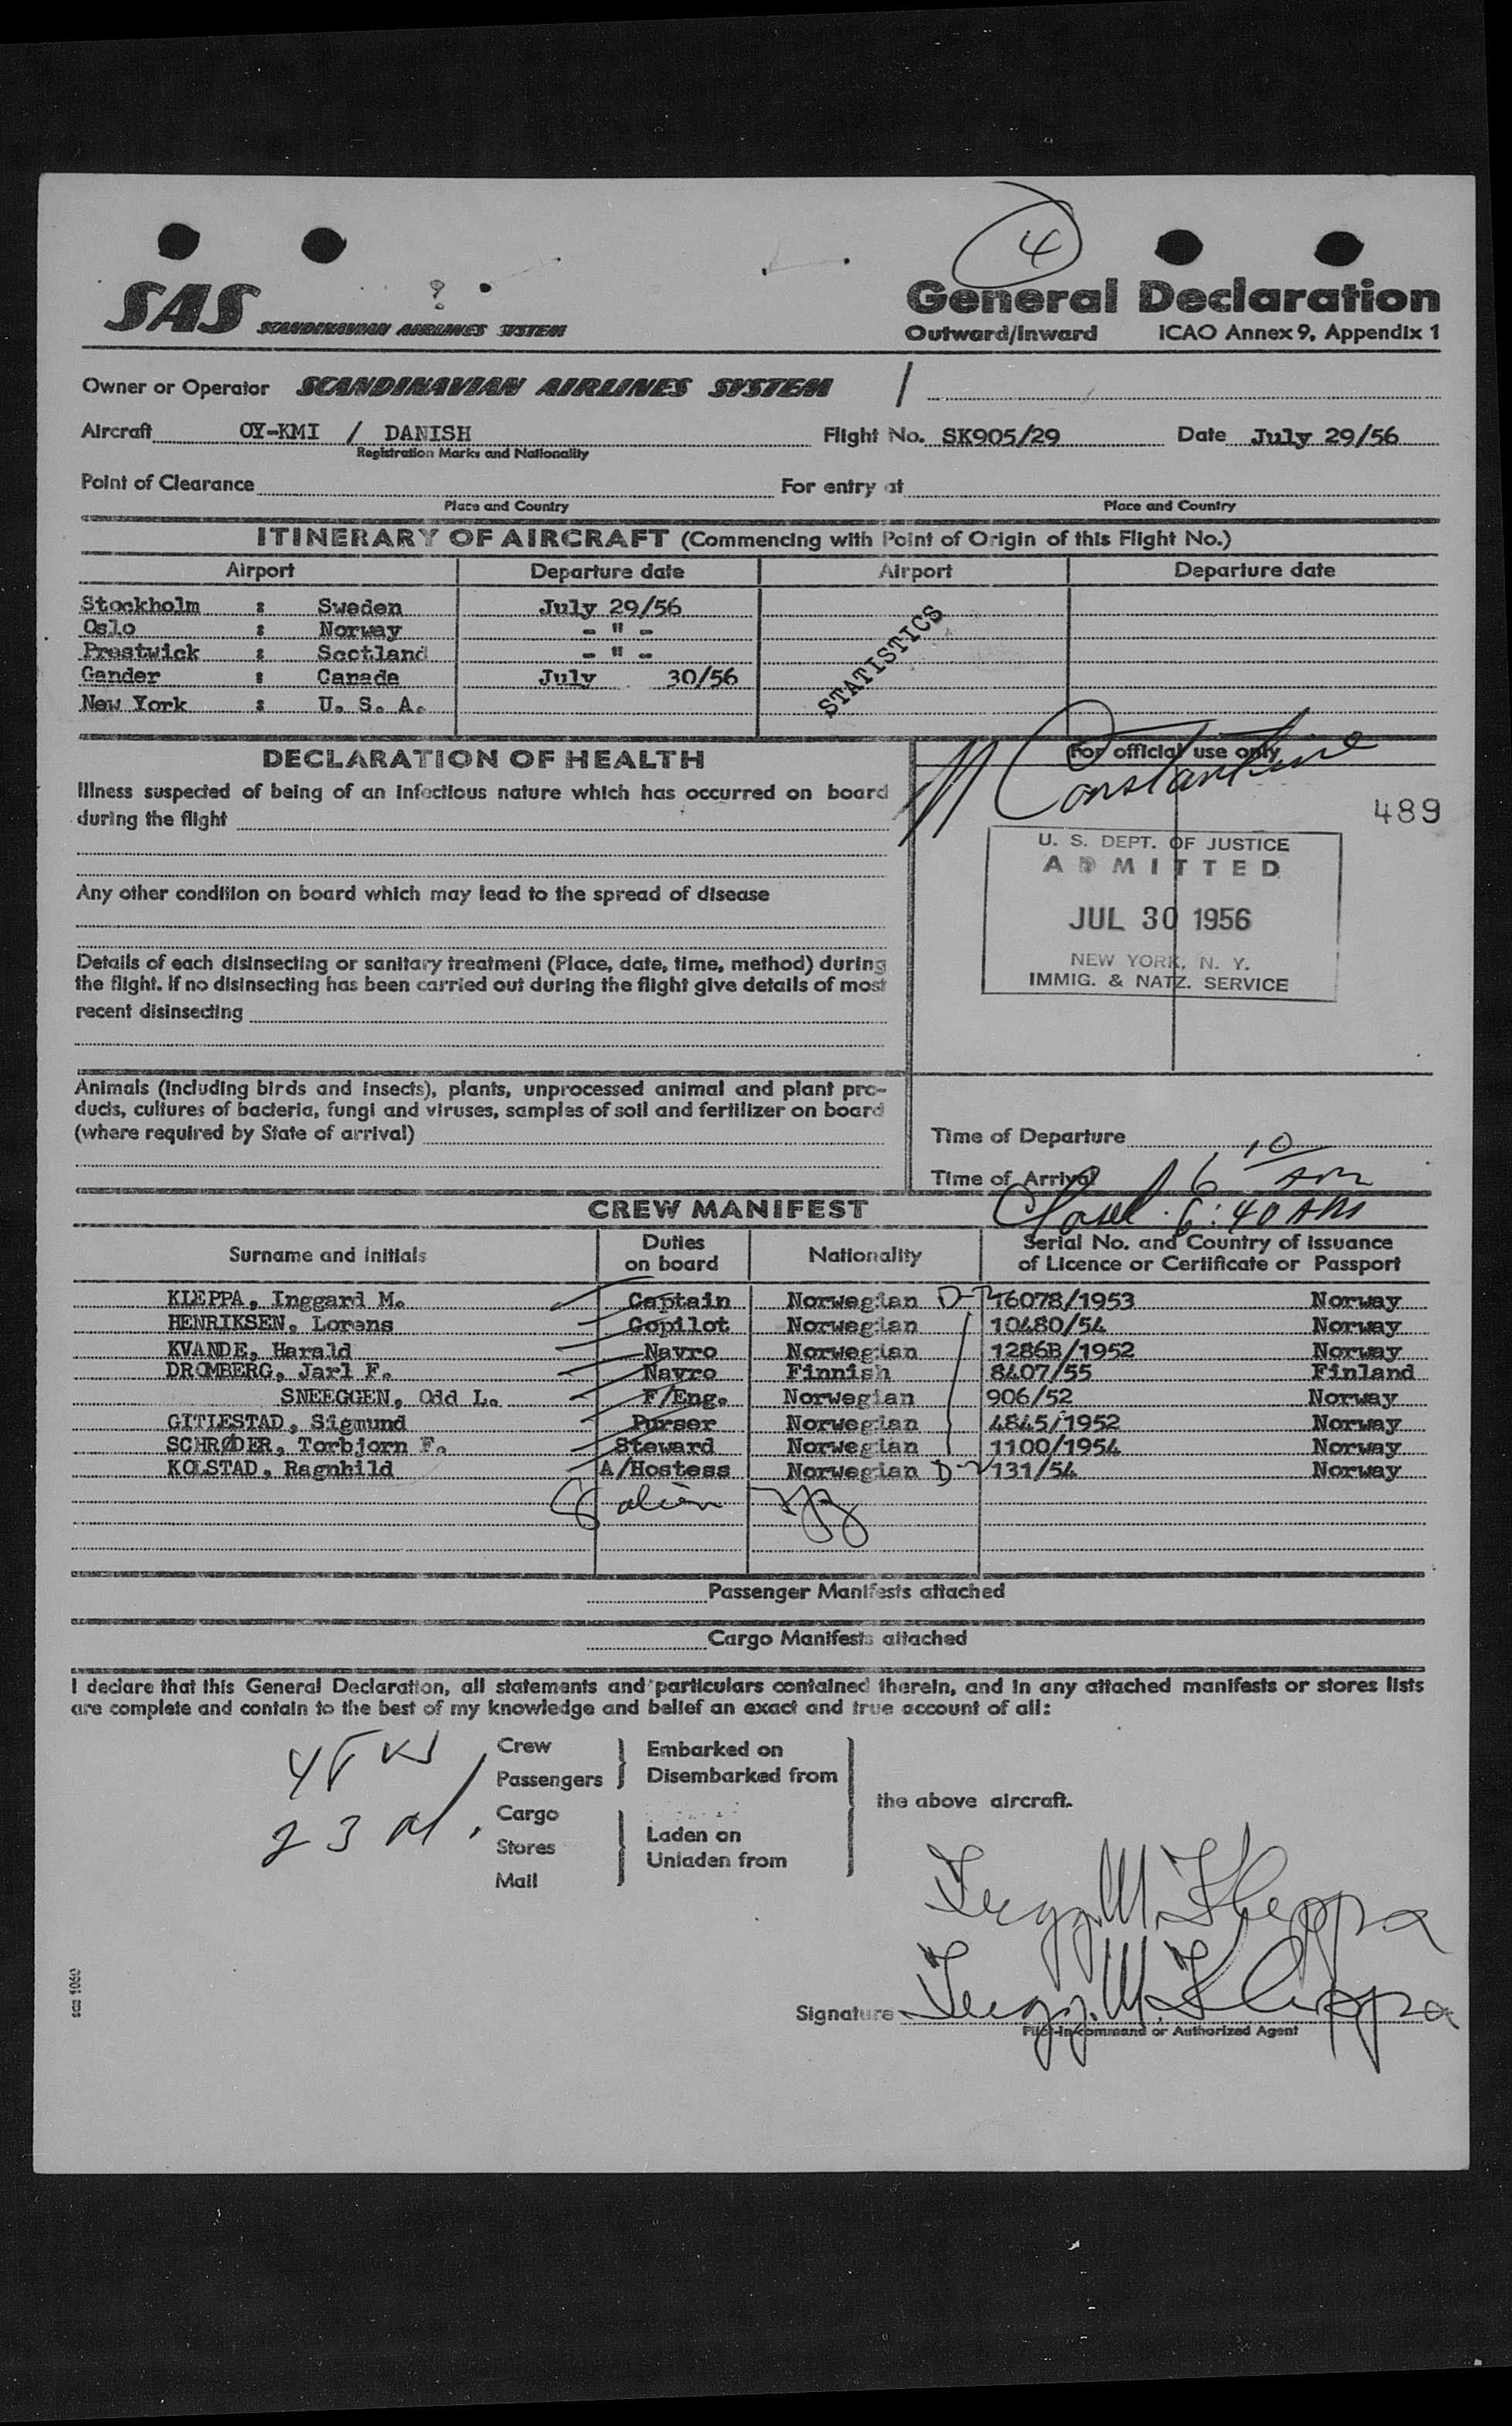 4
SAS SCANDINAVIAN AIRLINES SYSTEM
General Declaration
Outward/Inward ICAO Annex 9, Appendix 1
Owner or Operator SCANDINAVIAN AIRLINES SYSTEM /
Aircraft OY-KMI / DANISH Flight No. SK905/29 Date July 29/56
Registration Marks and Nationality
Point of Clearance For entry at
Place and Country Place and Country
ITINERARY OF AIRCRAFT (Commencing with Point of Origin of this Flight No.)
Airport Departure date Airport Departure date
Stockholm : Sweden July 29/56
Oslo : Norway - " -
Prestwick : Scotland - " -
Gander : Canada July 30/56
New York : U. S. A.
STATISTICS
DECLARATION OF HEALTH
Illness suspected of being of an infectious nature which has occurred on board
during the flight
Any other condition on board which may lead to the spread of disease
Details of each disinsecting or sanitary treatment (Place, date, time, method) during
the flight. If no disinsecting has been carried out during the flight give details of most
recent disinsecting
Animals (including birds and insects), plants, unprocessed animal and plant pro-
ducts, cultures of bacteria, fungi and viruses, samples of soil and fertilizer on board
(where required by State of arrival)
For official use only
Constantine
489
U. S. DEPT. OF JUSTICE
ADMITTED
JUL 30 1956
NEW YORK, N. Y.
IMMIG. & NATZ. SERVICE
Time of Departure
Time of Arrival 6 10 AM
6:40 AM
CREW MANIFEST
Surname and initials Duties on board Nationality Serial No. and Country of issuance of Licence or Certificate or Passport
KLEPPA, Inggard M. Captain Norwegian D-2 16078/1953 Norway
HENRIKSEN, Lorens Copilot Norwegian 10480/54 Norway
KVANDE, Harald Navro Norwegian 1286B/1952 Norway
DROMBERG, Jarl F. Navro Finnish 8407/55 Finland
SNEEGGEN, Odd L. F/Eng. Norwegian 906/52 Norway
GITLESTAD, Sigmund Purser Norwegian 4845/1952 Norway
SCHRØDER, Torbjorn F. Steward Norwegian 1100/1954 Norway
KOLSTAD, Ragnhild A/Hostess Norwegian D-2 131/54 Norway
8 alien
Passenger Manifests attached
Cargo Manifests attached
I declare that this General Declaration, all statements and particulars contained therein, and in any attached manifests or stores lists
are complete and contain to the best of my knowledge and belief an exact and true account of all:
Crew
Passengers
Embarked on
Disembarked from
Cargo
Stores
Mail
Laden on
Unladen from
the above aircraft.
23 A
Ingg. M. Kleppa
Signature Ingg. M. Kleppa
Pilot-in-command or Authorized Agent
sas 1060